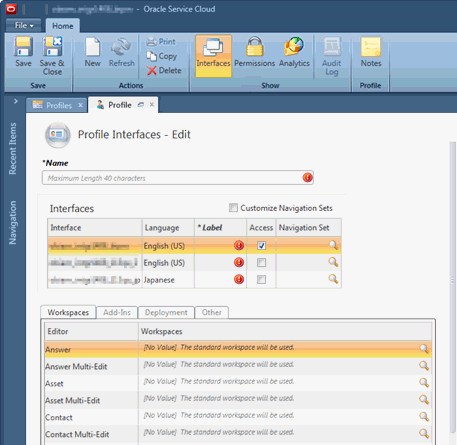 - Oracle Service Cloud
File
Home
Save
Save & Close
New
Refresh
Print
Copy
Delete
Interfaces
Permissions
Analytics
Audit Log
Notes
Save
Actions
Show
Profile
Profiles
Profile
Recent Items
Navigation
Profile Interfaces - Edit
*Name
Maximum Length 40 characters
Interfaces
Customize Navigation Sets
Interface Language * Label Access Navigation Set
English (US)
English (US)
Japanese
Workspaces Add-Ins Deployment Other
Editor Workspaces
Answer [No Value] The standard workspace will be used.
Answer Multi-Edit [No Value] The standard workspace will be used.
Asset [No Value] The standard workspace will be used.
Asset Multi-Edit [No Value] The standard workspace will be used.
Contact [No Value] The standard workspace will be used.
Contact Multi-Edit [No Value] The standard workspace will be used.